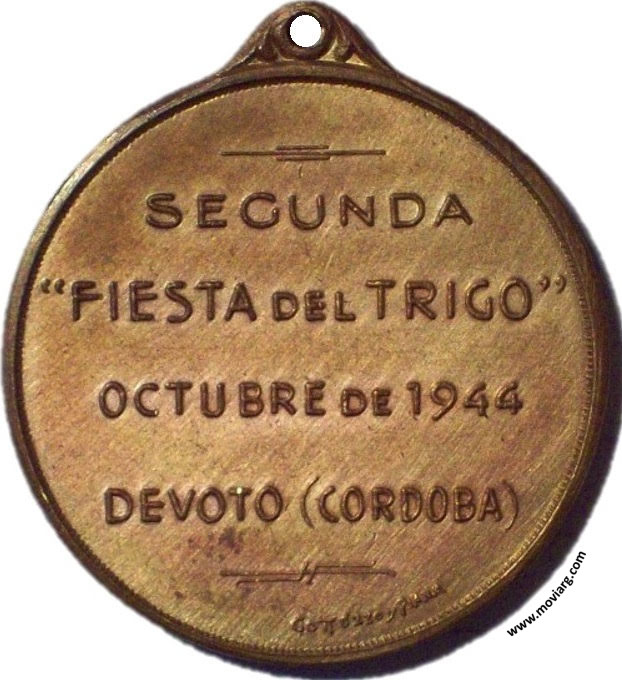 SEGUNDA
“FIESTA DEL TRIGO”
OCTUBRE DE 1944
DEVOTO (CORDOBA)
www.moviarg.com